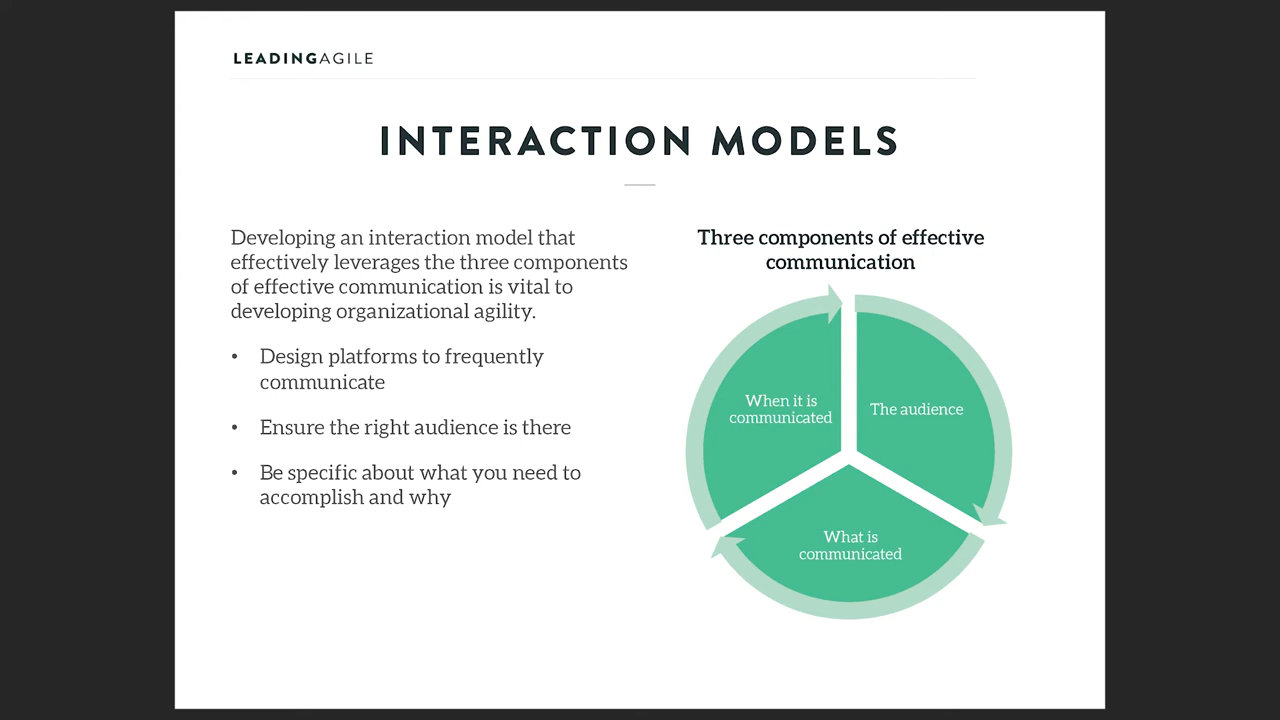 LEADINGAGILE
INTERACTION MODELS
Developing an interaction model that
effectively leverages the three components
of effective communication is vital to
developing organizational agility.
• Design platforms to frequently
communicate
• Ensure the right audience is there
• Be specific about what you need to
accomplish and why
Three components of effective
communication
When it is
communicated
The audience
What is
communicated